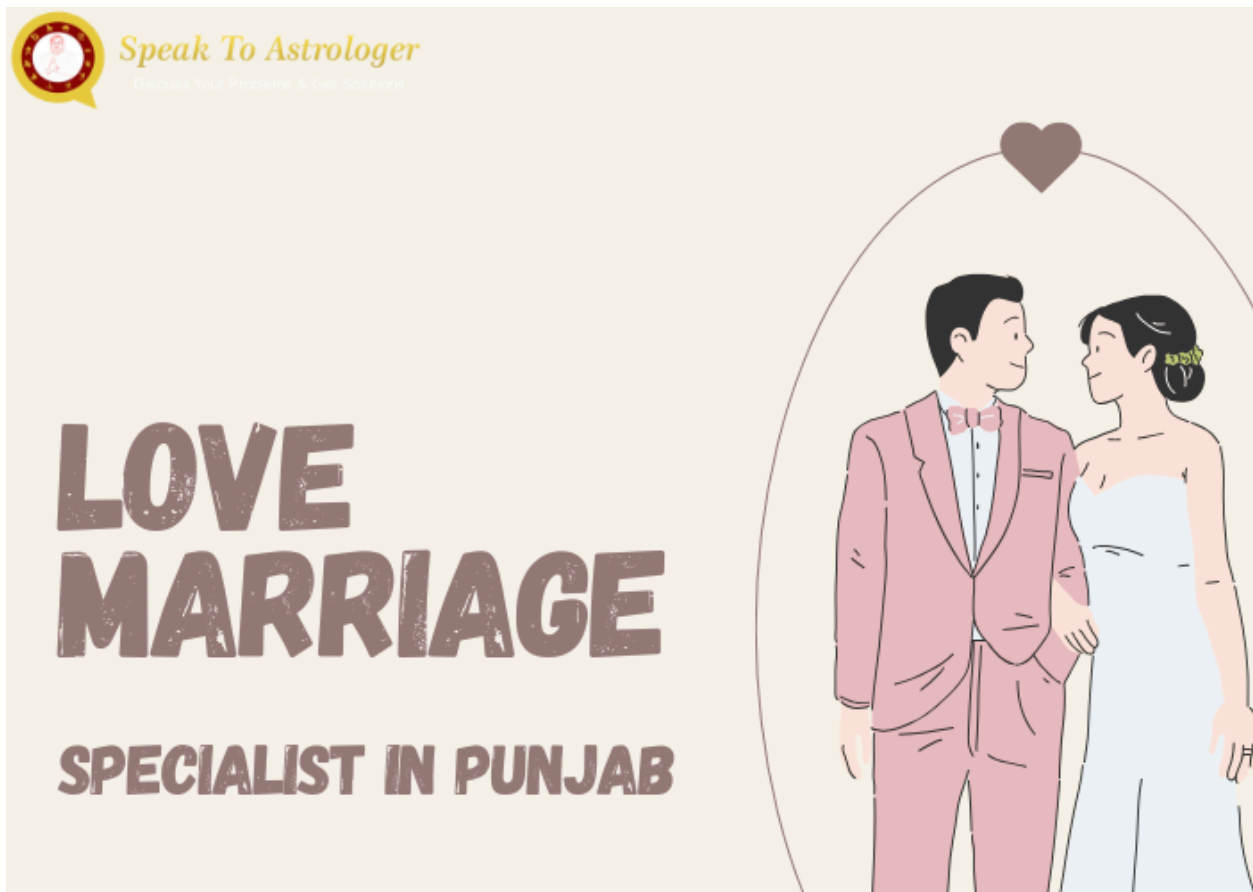 Speak To Astrologer
Discuss Your Problems & Get Solutions
LOVE
MARRIAGE
SPECIALIST IN PUNJAB